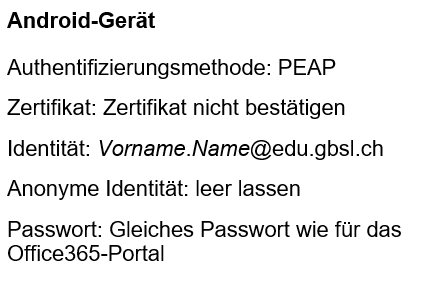 Android-Gerät
Authentifizierungsmethode: PEAP
Zertifikat: Zertifikat nicht bestätigen
Identität: Vorname.Name@edu.gbsl.ch
Anonyme Identität: leer lassen
Passwort: Gleiches Passwort wie für das
Office365-Portal